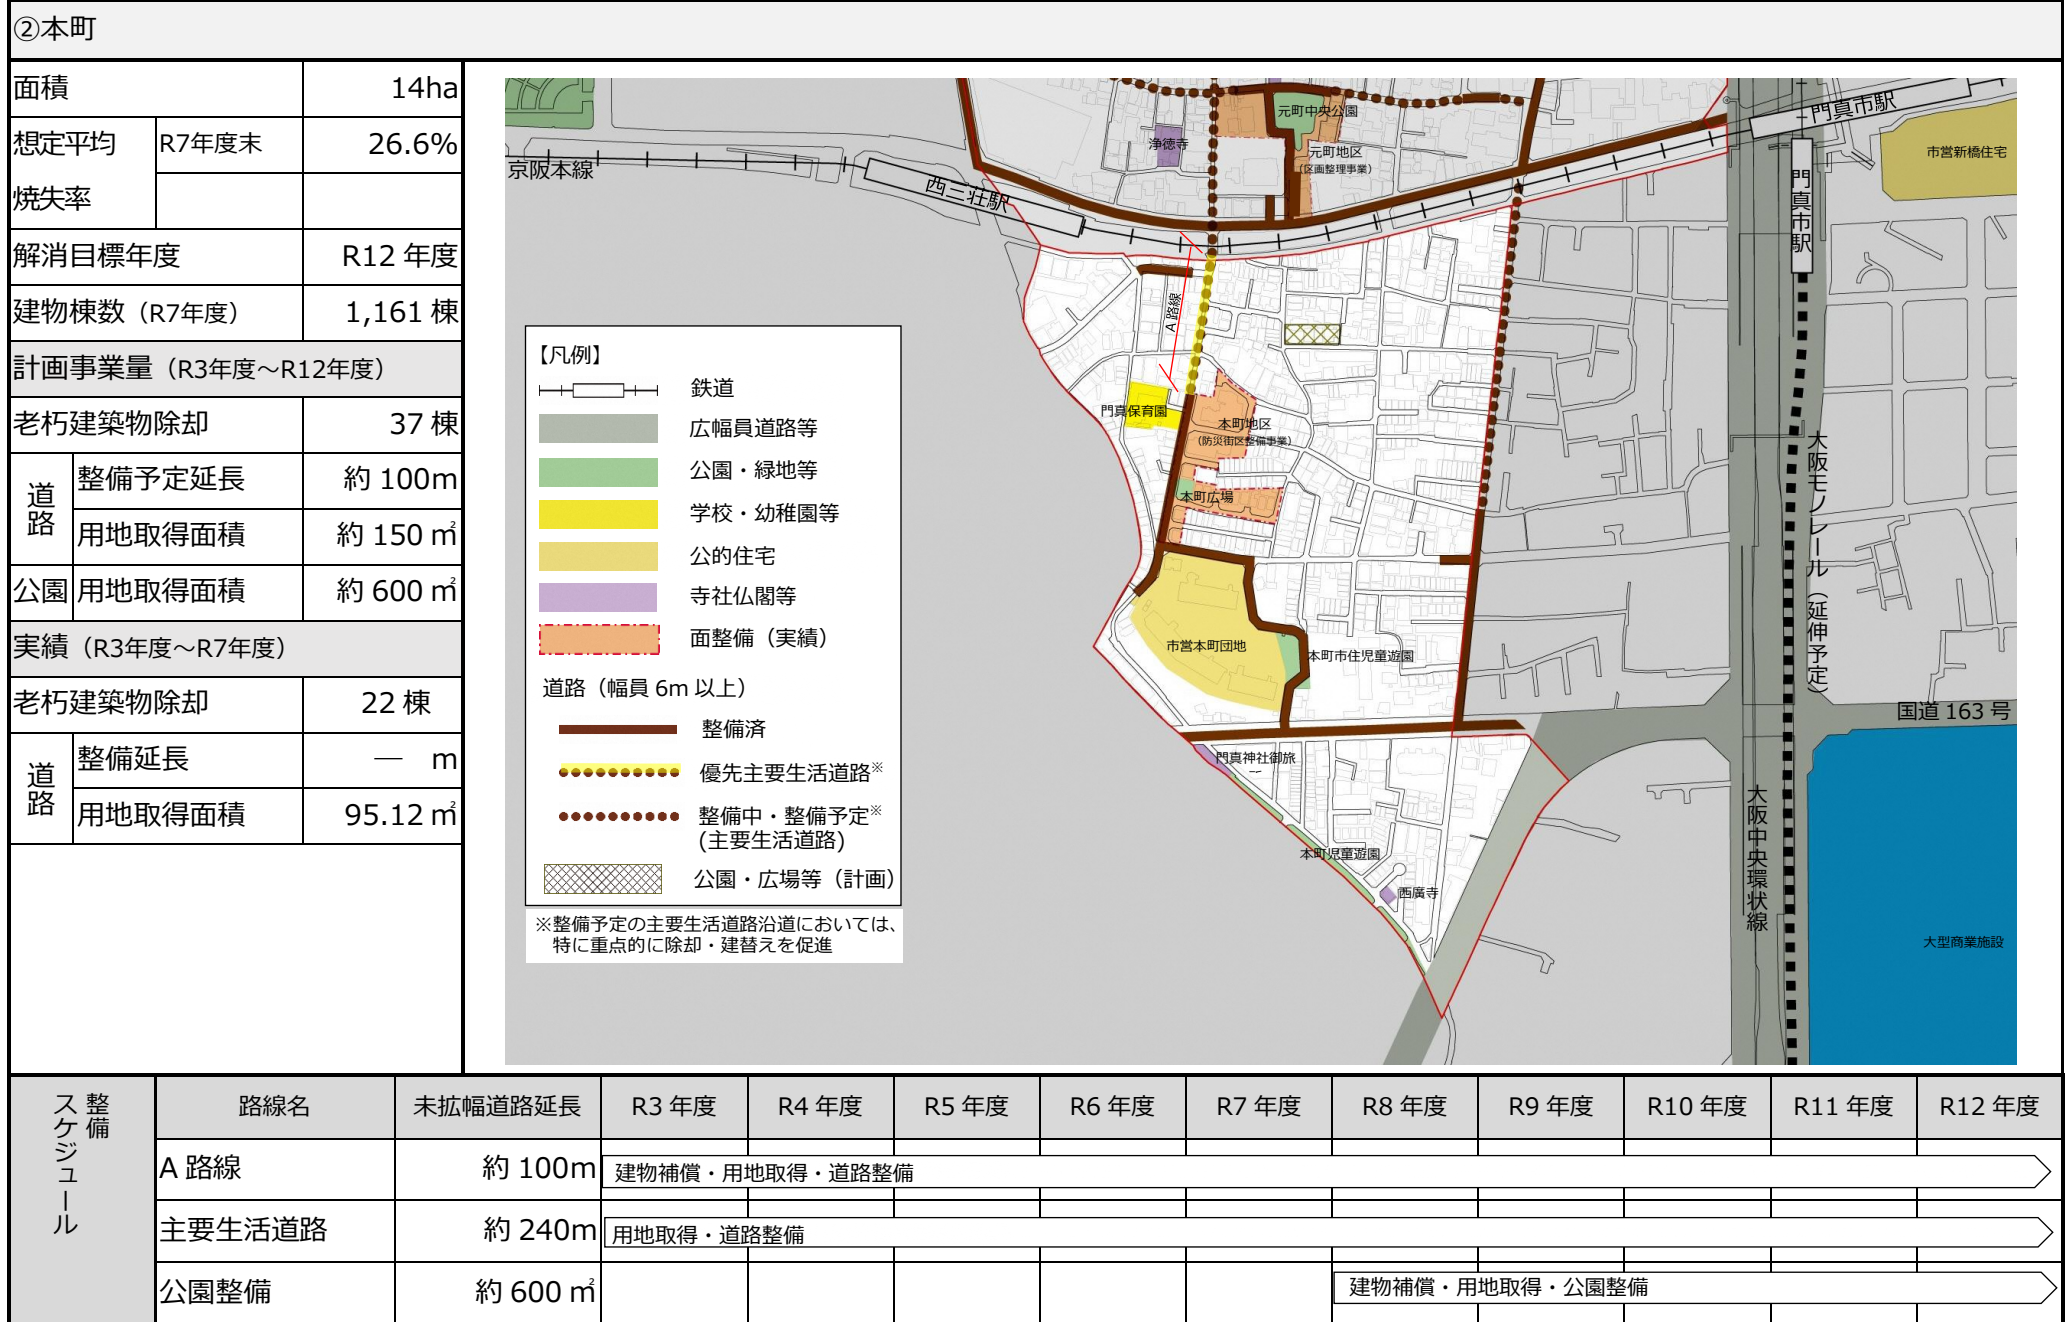 ②本町
面積 14ha
想定平均焼失率 R7年度末 26.6%
解消目標年度 R12 年度
建物棟数（R7年度） 1,161 棟
計画事業量（R3年度～R12年度）
老朽建築物除却 37 棟
道路 整備予定延長 約 100m
用地取得面積 約 150 ㎡
公園 用地取得面積 約 600 ㎡
実績（R3年度～R7年度）
老朽建築物除却 22 棟
道路 整備延長 ― m
用地取得面積 95.12 ㎡
京阪本線
西三荘駅
浄徳寺
元町中央公園
元町地区
（区画整理事業）
門真市駅
門真市駅
市営新橋住宅
A 路線
門真保育園
本町地区
（防災街区整備事業）
本町広場
市営本町団地
本町市住児童遊園
門真神社御旅
本町児童遊園
西廣寺
大阪モノレール（延伸予定）
国道 163 号
大阪中央環状線
大型商業施設
【凡例】
鉄道
広幅員道路等
公園・緑地等
学校・幼稚園等
公的住宅
寺社仏閣等
面整備（実績）
道路（幅員 6m 以上）
整備済
優先主要生活道路※
整備中・整備予定※
(主要生活道路)
公園・広場等（計画）
※整備予定の主要生活道路沿道においては、
特に重点的に除却・建替えを促進
整備スケジュール
路線名 未拡幅道路延長 R3 年度 R4 年度 R5 年度 R6 年度 R7 年度 R8 年度 R9 年度 R10 年度 R11 年度 R12 年度
A 路線 約 100m 建物補償・用地取得・道路整備
主要生活道路 約 240m 用地取得・道路整備
公園整備 約 600 ㎡ 建物補償・用地取得・公園整備